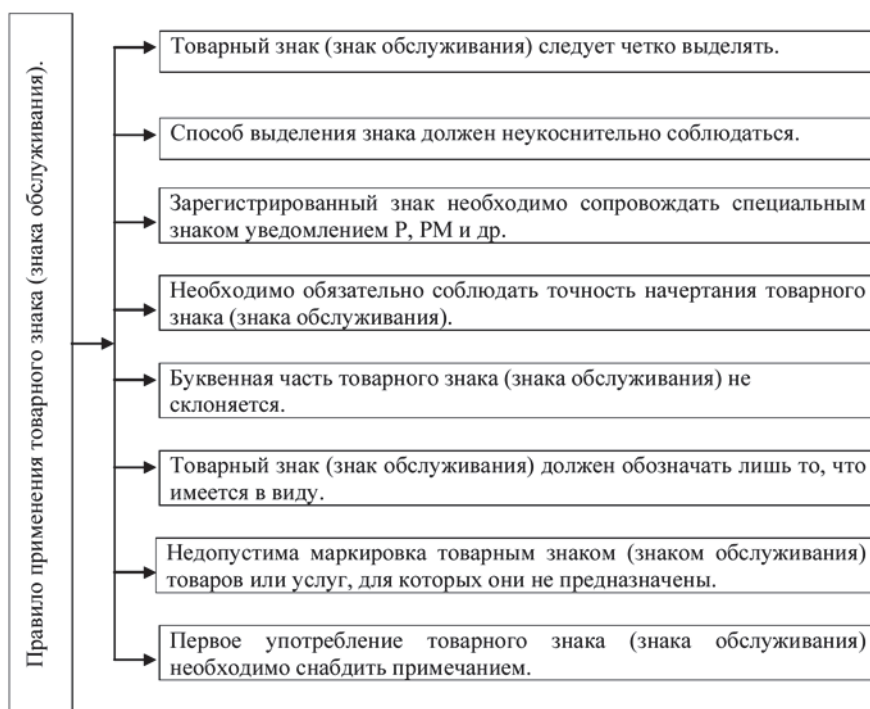 Правило применения товарного знака (знака обслуживания).
Товарный знак (знак обслуживания) следует четко выделять.
Способ выделения знака должен неукоснительно соблюдаться.
Зарегистрированный знак необходимо сопровождать специальным
знаком уведомлением Р, РМ и др.
Необходимо обязательно соблюдать точность начертания товарного
знака (знака обслуживания).
Буквенная часть товарного знака (знака обслуживания) не
склоняется.
Товарный знак (знак обслуживания) должен обозначать лишь то, что
имеется в виду.
Недопустима маркировка товарным знаком (знаком обслуживания)
товаров или услуг, для которых они не предназначены.
Первое употребление товарного знака (знака обслуживания)
необходимо снабдить примечанием.